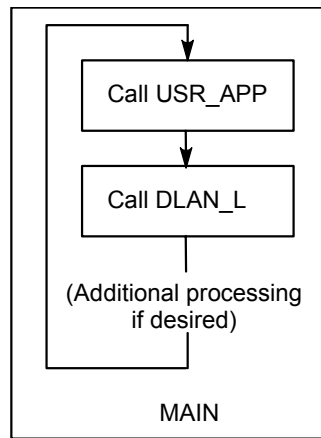 Call USR_APP
Call DLAN_L
(Additional processing
if desired)
MAIN